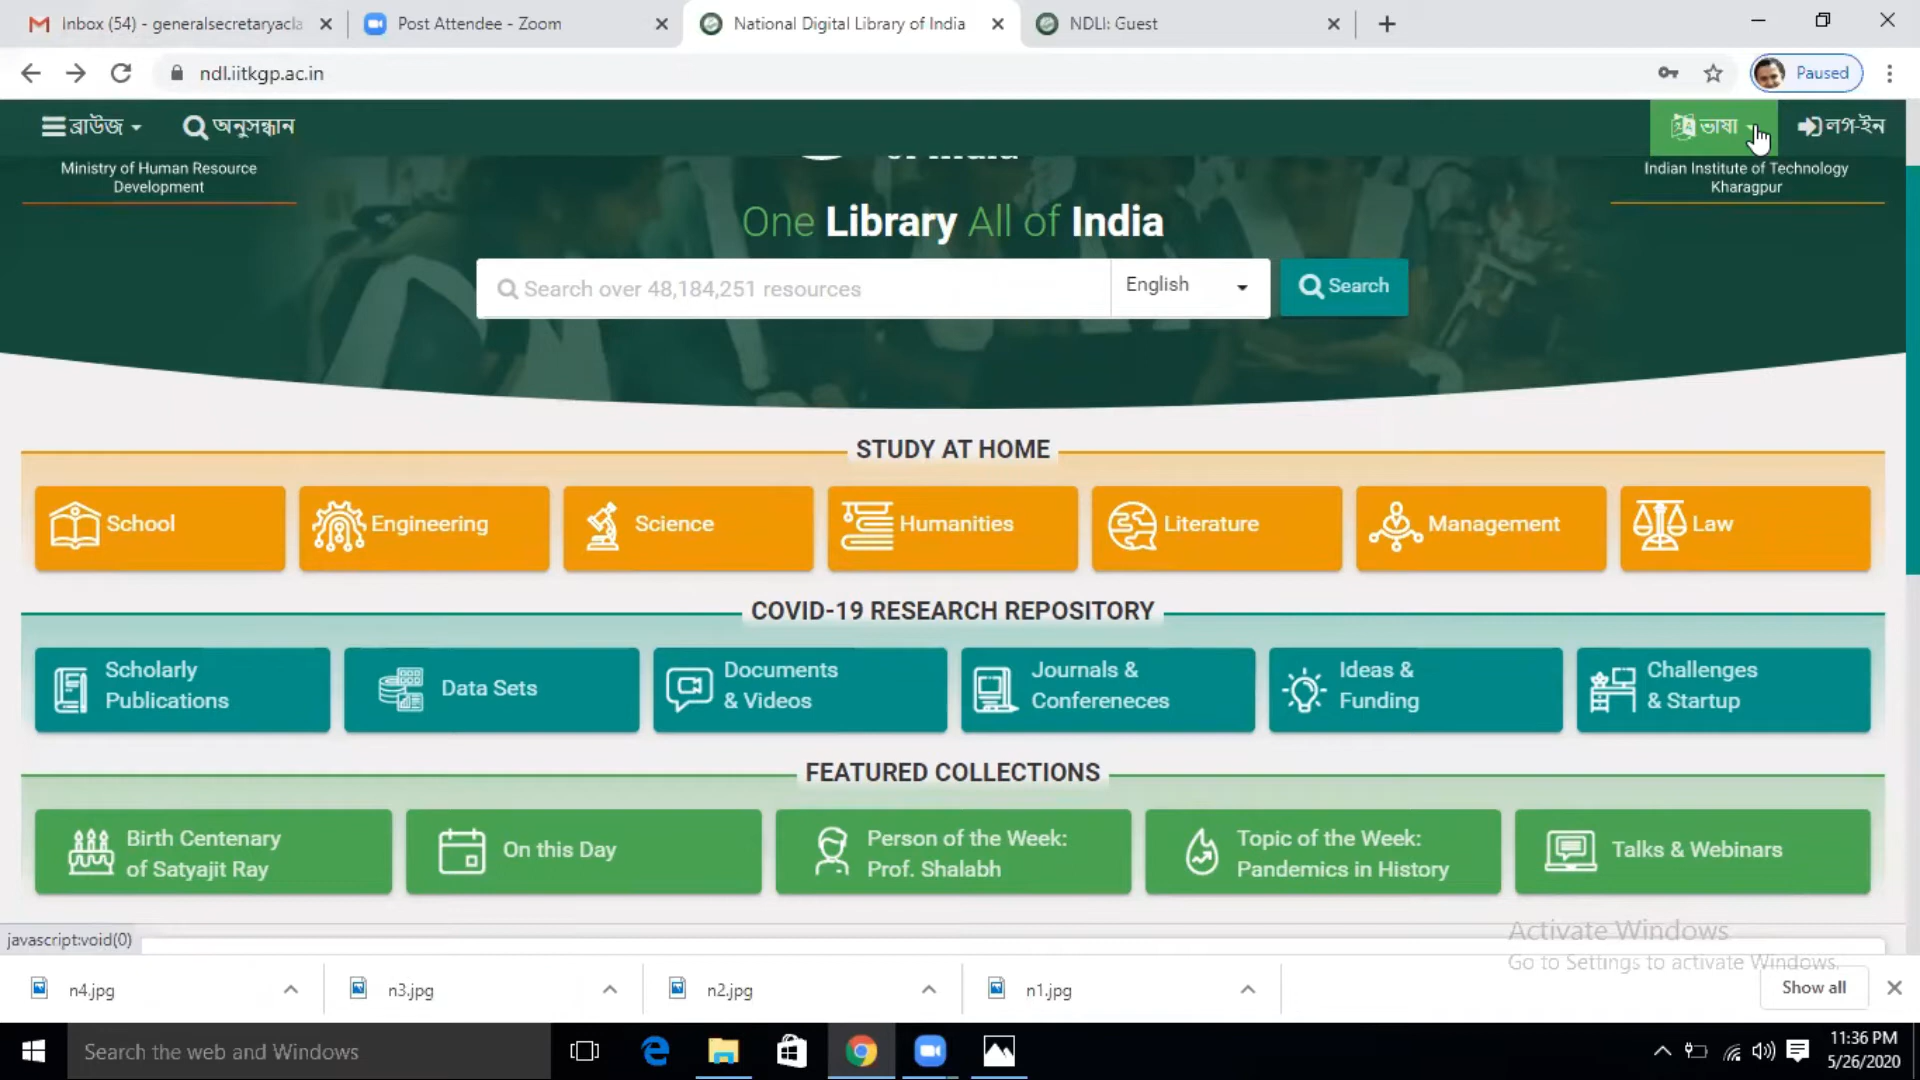 Inbox (54) - generalsecretaryacla
Post Attendee - Zoom
National Digital Library of India
NDLI: Guest
ndl.iitkgp.ac.in
Paused
ব্রাউজ
অনুসন্ধান
ভাষা
লগ-ইন
Ministry of Human Resource
Development
of India
Indian Institute of Technology
Kharagpur
One Library All of India
Search over 48,184,251 resources
English
Search
STUDY AT HOME
School
Engineering
Science
Humanities
Literature
Management
Law
COVID-19 RESEARCH REPOSITORY
Scholarly
Publications
Data Sets
Documents
& Videos
Journals &
Confereneces
Ideas &
Funding
Challenges
& Startup
FEATURED COLLECTIONS
Birth Centenary
of Satyajit Ray
On this Day
Person of the Week:
Prof. Shalabh
Topic of the Week:
Pandemics in History
Talks & Webinars
javascript:void(0)
Activate Windows
Go to Settings to activate Windows.
n4.jpg
n3.jpg
n2.jpg
n1.jpg
Show all
Search the web and Windows
11:36 PM
5/26/2020